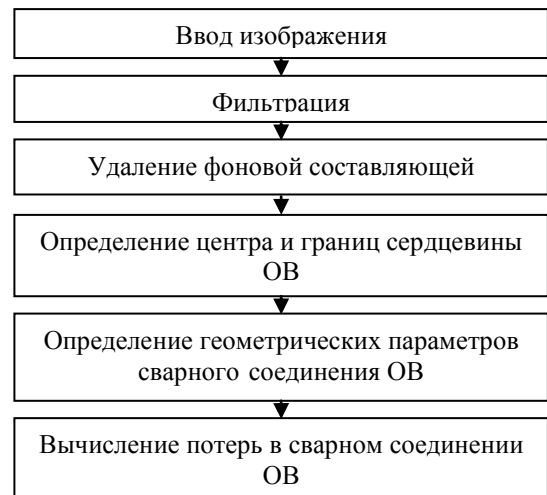 Ввод изображения
Фильтрация
Удаление фоновой составляющей
Определение центра и границ сердцевины
ОВ
Определение геометрических параметров
сварного соединения ОВ
Вычисление потерь в сварном соединении
ОВ